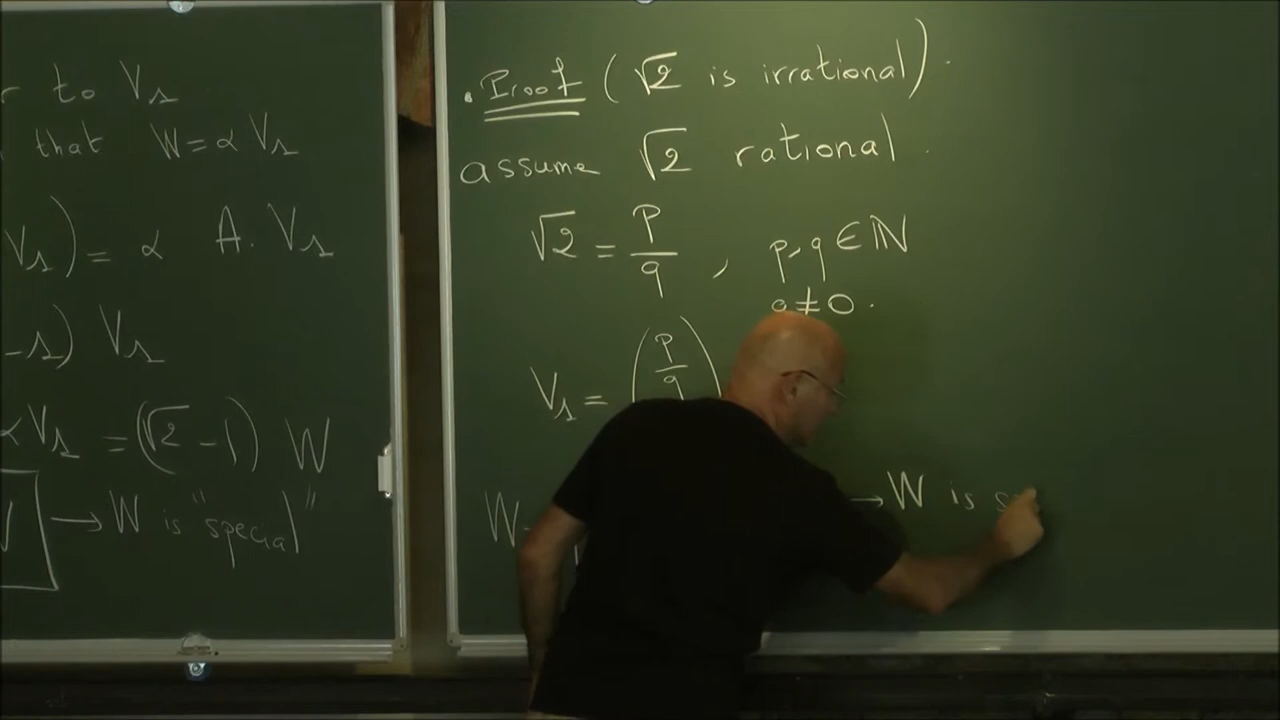 r to V₁
that W = α V₁
V₁) = α A. V₁
-1) V₁
αV₁ = (√2 - 1) W
→ W is "special"
. Proof (√2 is irrational).
assume √2 rational.
√2 = p/q , p, q ∈ ℕ
q ≠ 0.
V₁ = (p/q
W
→ W is